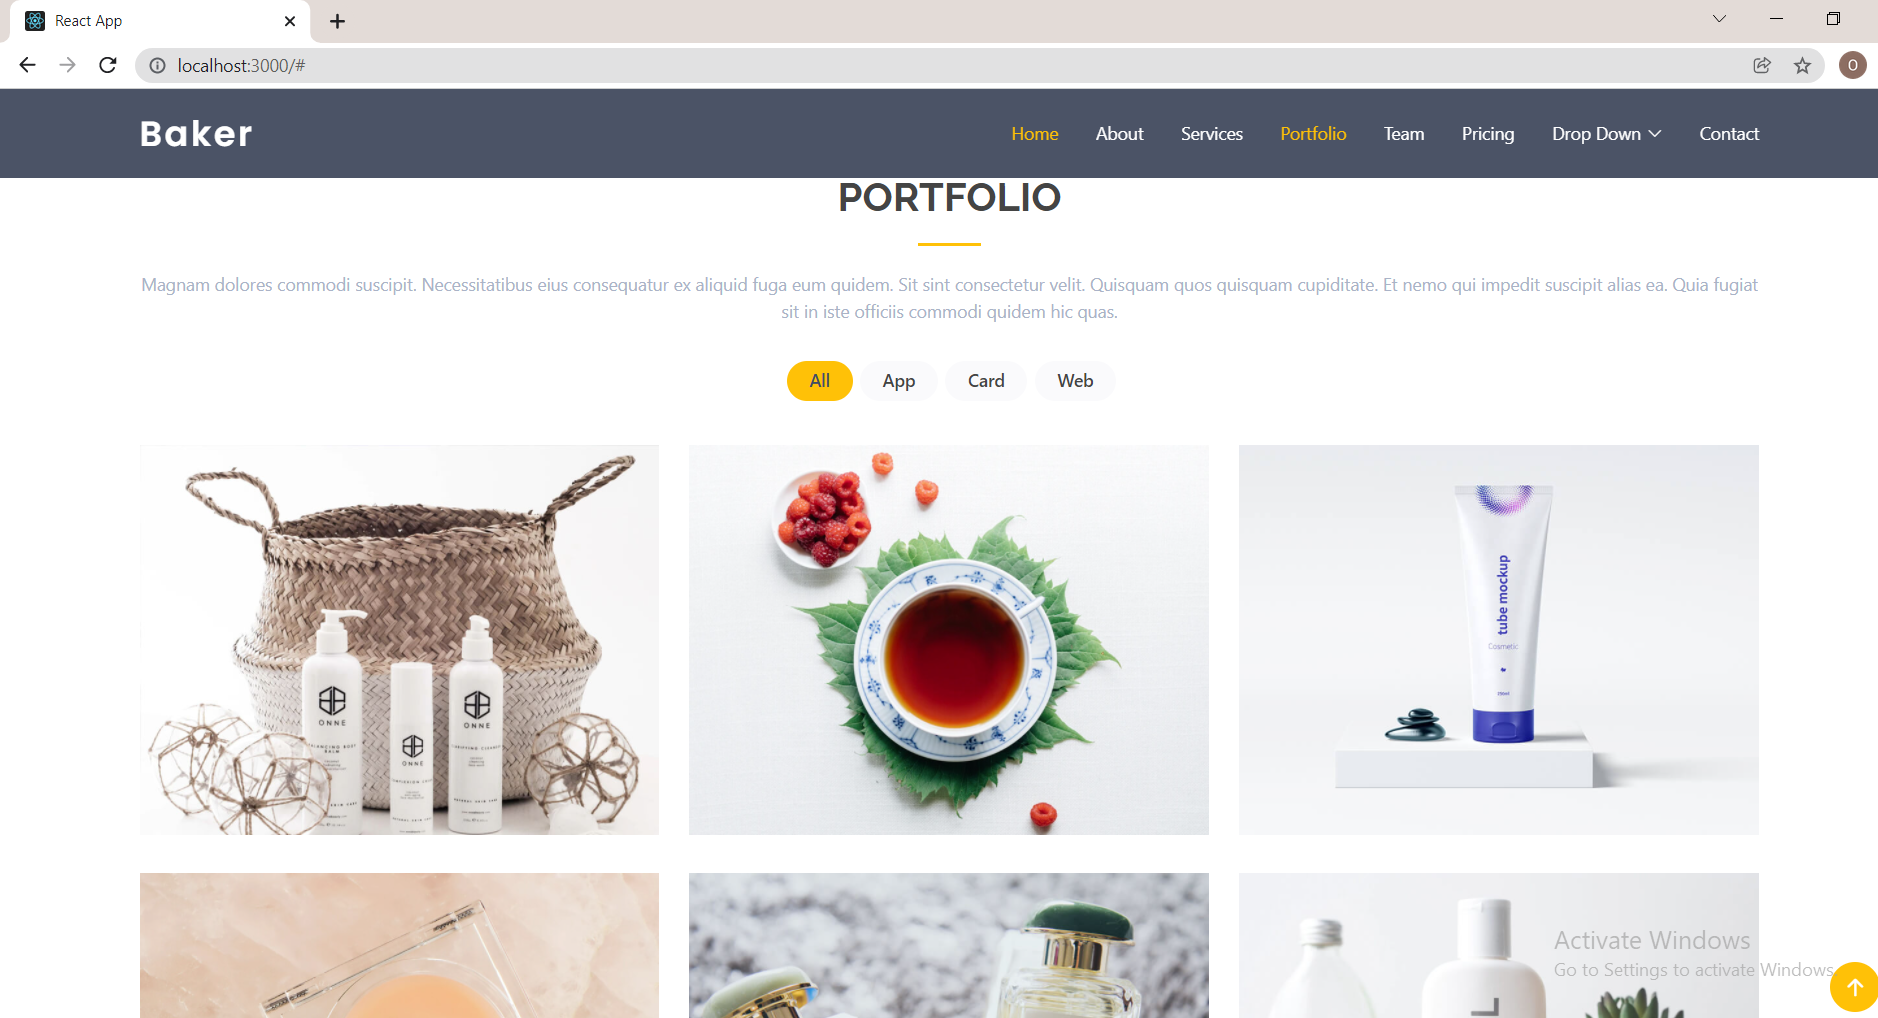 React App
localhost:3000/#
O
Baker
Home About Services Portfolio Team Pricing Drop Down Contact
PORTFOLIO
Magnam dolores commodi suscipit. Necessitatibus eius consequatur ex aliquid fuga eum quidem. Sit sint consectetur velit. Quisquam quos quisquam cupiditate. Et nemo qui impedit suscipit alias ea. Quia fugiat
sit in iste officiis commodi quidem hic quas.
All App Card Web
ONNE
ONNE
ONNE
tube mockup
Cosmetic
Activate Windows
Go to Settings to activate Windows.